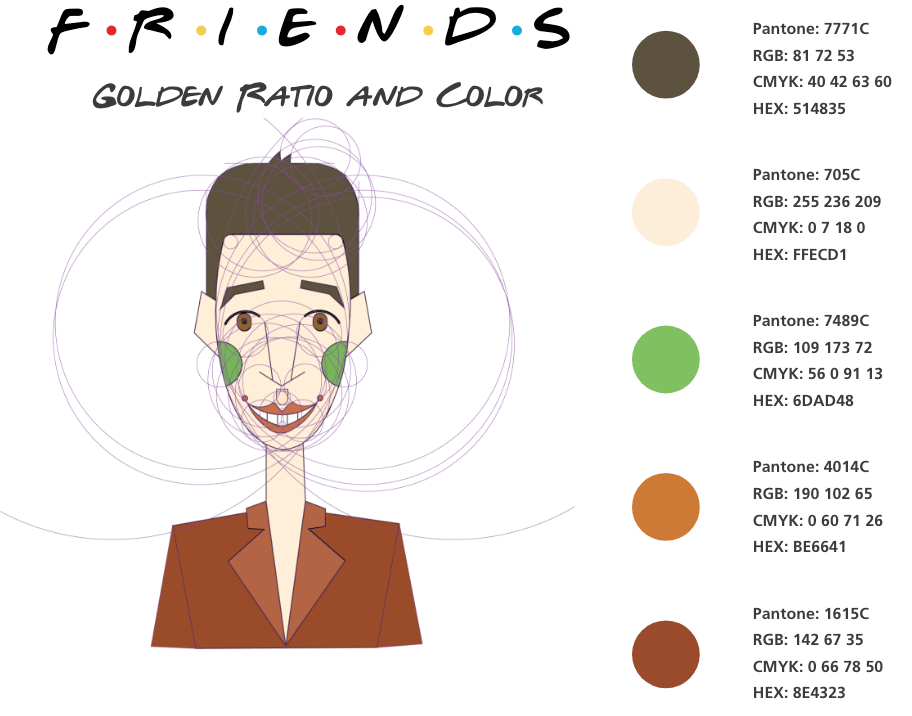 F•R•I•E•N•D•S
Golden Ratio and Color
Pantone: 7771C
RGB: 81 72 53
CMYK: 40 42 63 60
HEX: 514835
Pantone: 705C
RGB: 255 236 209
CMYK: 0 7 18 0
HEX: FFECD1
Pantone: 7489C
RGB: 109 173 72
CMYK: 56 0 91 13
HEX: 6DAD48
Pantone: 4014C
RGB: 190 102 65
CMYK: 0 60 71 26
HEX: BE6641
Pantone: 1615C
RGB: 142 67 35
CMYK: 0 66 78 50
HEX: 8E4323